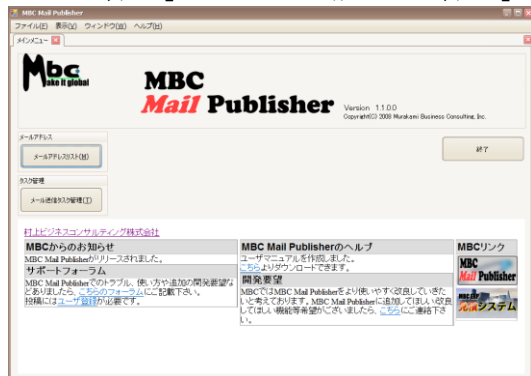 MBC Mail Publisher
ファイル(F) 表示(V) ウィンドウ(W) ヘルプ(H)
メインメニュー
Mbc
Make it global
MBC
Mail Publisher
Version 1.1.0.0
Copyright(C) 2008 Murakami Business Consulting, Inc.
メールアドレス
メールアドレスリスト(M)
終了
タスク管理
メール送信タスク管理(T)
村上ビジネスコンサルティング株式会社
MBCからのお知らせ
MBC Mail Publisherがリリースされました。
サポートフォーラム
MBC Mail Publisherでのトラブル、使い方や追加の開発要望な
どありましたら、こちらのフォーラムにご記載下さい。
投稿にはユーザ登録が必要です。
MBC Mail Publisherのヘルプ
ユーザマニュアルを作成しました。
こちらよりダウンロードできます。
開発要望
MBCではMBC Mail Publisherをより使いやすく改良していきた
いと考えております。MBC Mail Publisherに追加してほしい・改良
してほしい機能等希望がございましたら、こちらにご連絡下さ
い。
MBCリンク
MBC
Mail Publisher
システム